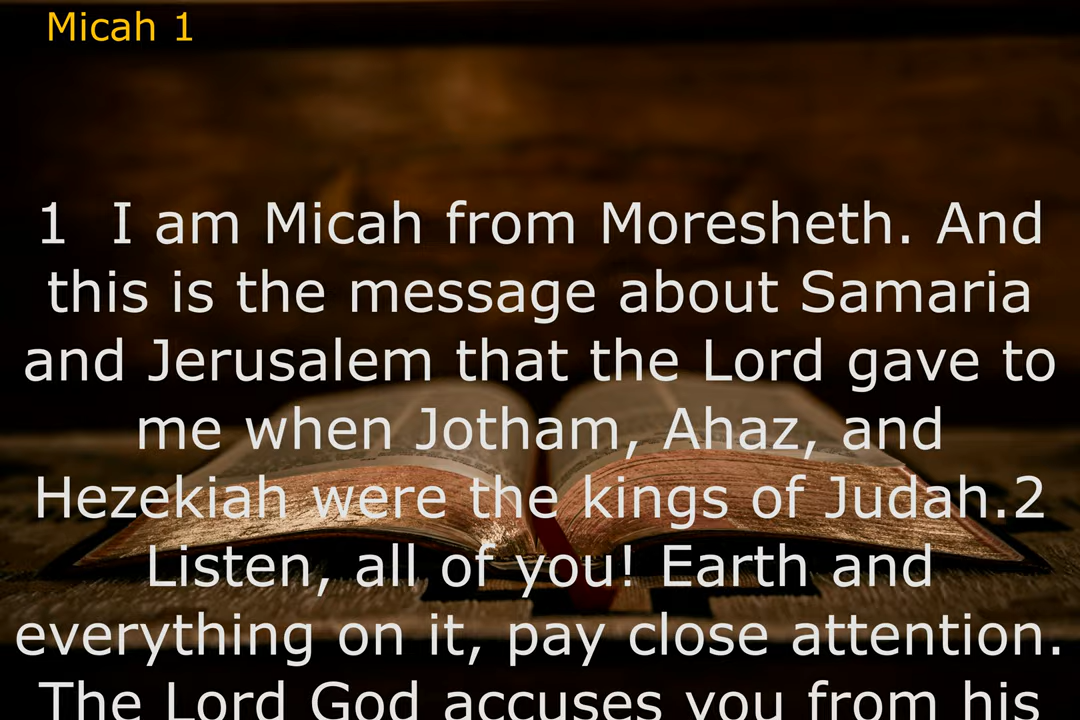 Micah 1
1 I am Micah from Moresheth. And
this is the message about Samaria
and Jerusalem that the Lord gave to
me when Jotham, Ahaz, and
Hezekiah were the kings of Judah.2
Listen, all of you! Earth and
everything on it, pay close attention.
The Lord God accuses you from his